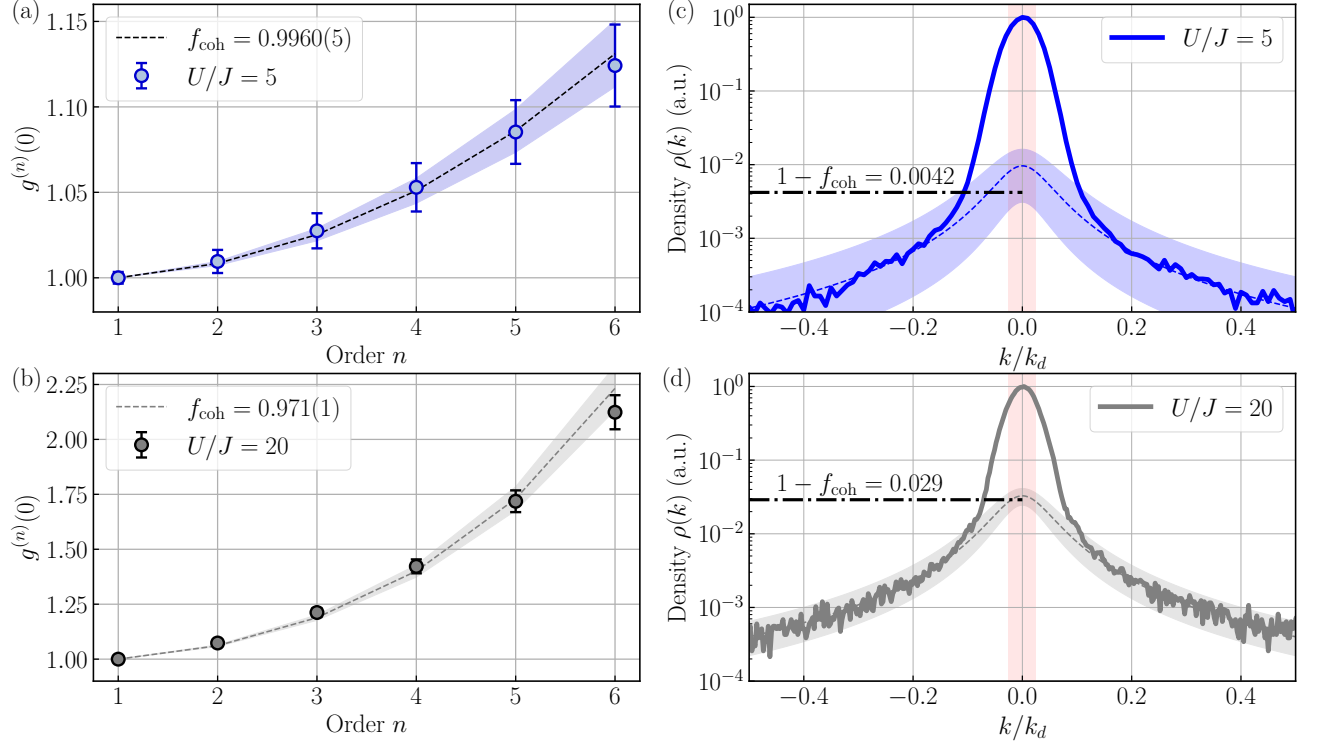 (a)
1.15
1.10
1.05
1.00
g^{(n)}(0)
f_coh = 0.9960(5)
U/J = 5
1 2 3 4 5 6
Order n
(b)
2.25
2.00
1.75
1.50
1.25
1.00
g^{(n)}(0)
f_coh = 0.971(1)
U/J = 20
1 2 3 4 5 6
Order n
(c)
10^0
10^{-1}
10^{-2}
10^{-3}
10^{-4}
Density ρ(k) (a.u.)
U/J = 5
1 − f_coh = 0.0042
−0.4 −0.2 0.0 0.2 0.4
k/k_d
(d)
10^0
10^{-1}
10^{-2}
10^{-3}
10^{-4}
Density ρ(k) (a.u.)
U/J = 20
1 − f_coh = 0.029
−0.4 −0.2 0.0 0.2 0.4
k/k_d